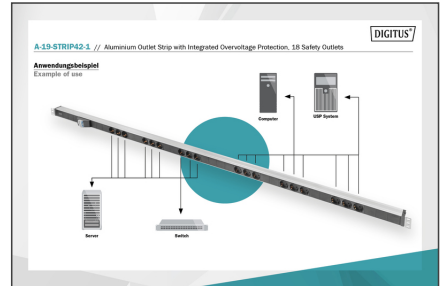 DIGITUS®
A-19-STRIP42-1 // Aluminium Outlet Strip with Integrated Overvoltage Protection, 18 Safety Outlets
Anwendungsbeispiel
Example of use
Computer
USP System
Server
Switch